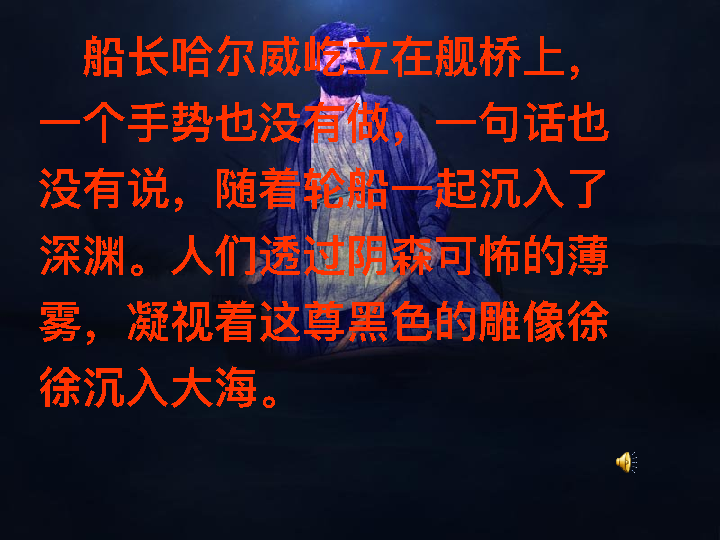 船长哈尔威屹立在舰桥上，
一个手势也没有做，一句话也
没有说，随着轮船一起沉入了
深渊。人们透过阴森可怖的薄
雾，凝视着这尊黑色的雕像徐
徐沉入大海。